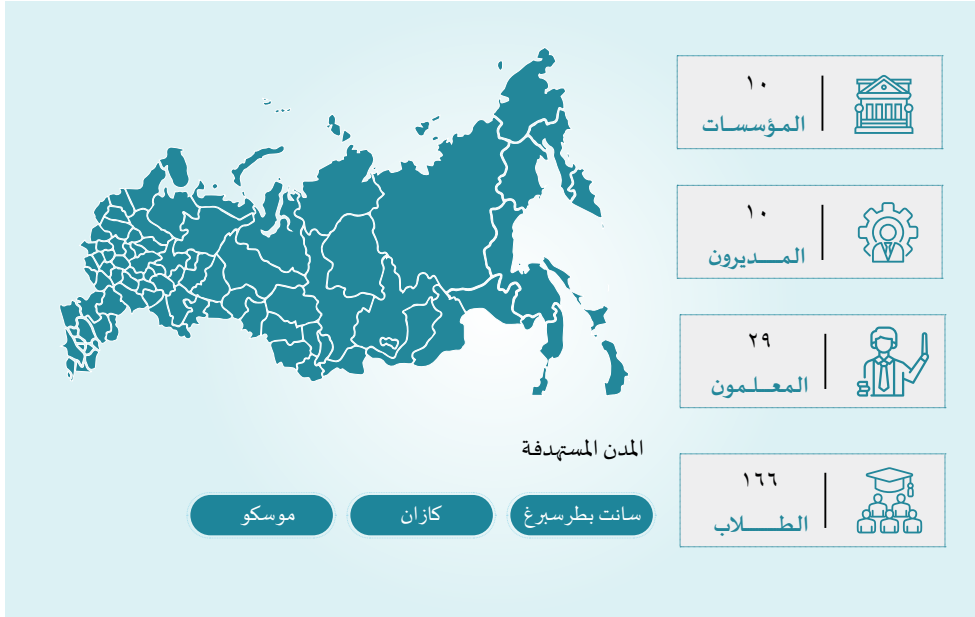 ١٠
المؤسسات
١٠
المديرون
٢٩
المعلمون
١٦٦
الطلاب
المدن المستهدفة
سانت بطرسبرغ
كازان
موسكو